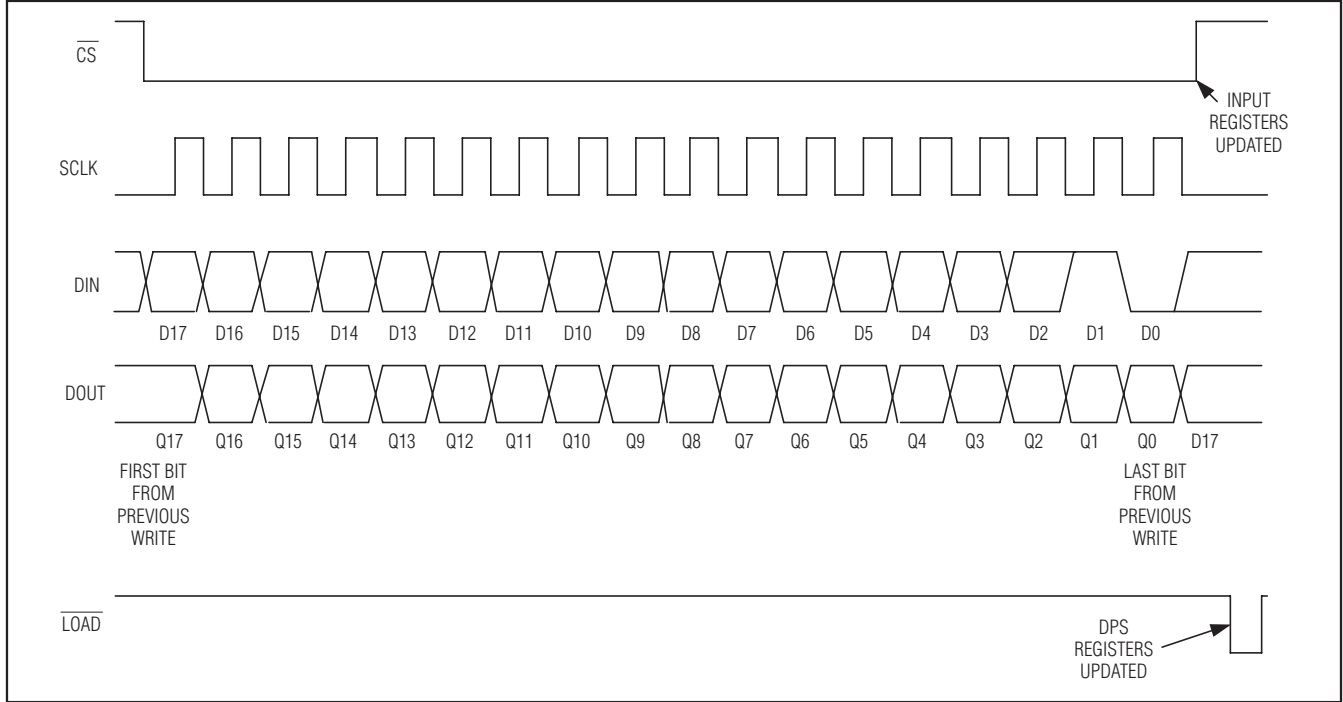 CS
INPUT
REGISTERS
UPDATED
SCLK
DIN
D17 D16 D15 D14 D13 D12 D11 D10 D9 D8 D7 D6 D5 D4 D3 D2 D1 D0
DOUT
Q17 Q16 Q15 Q14 Q13 Q12 Q11 Q10 Q9 Q8 Q7 Q6 Q5 Q4 Q3 Q2 Q1 Q0 D17
FIRST BIT
FROM
PREVIOUS
WRITE
LAST BIT
FROM
PREVIOUS
WRITE
LOAD
DPS
REGISTERS
UPDATED